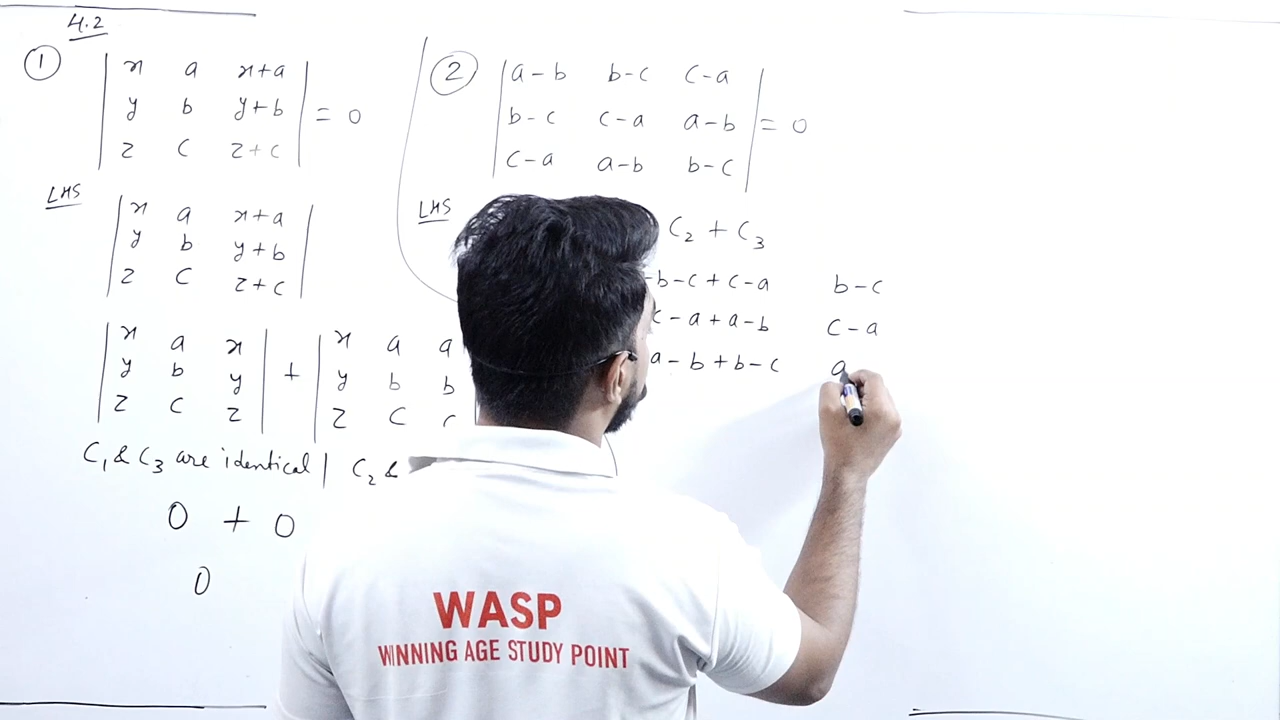 4.2
① | x a x+a |
| y b y+b | = 0
| z c z+c |
LHS
| x a x+a |
| y b y+b |
| z c z+c |
| x a x | + | x a a
| y b y | | y b b
| z c z | | z c c
C₁ & C₃ are identical | C₂ &
0 + 0
0
② | a-b b-c c-a |
| b-c c-a a-b | = 0
| c-a a-b b-c |
LHS
C₂ + C₃
-b-c+c-a b-c
c-a+a-b c-a
a-b+b-c a
WASP
WINNING AGE STUDY POINT